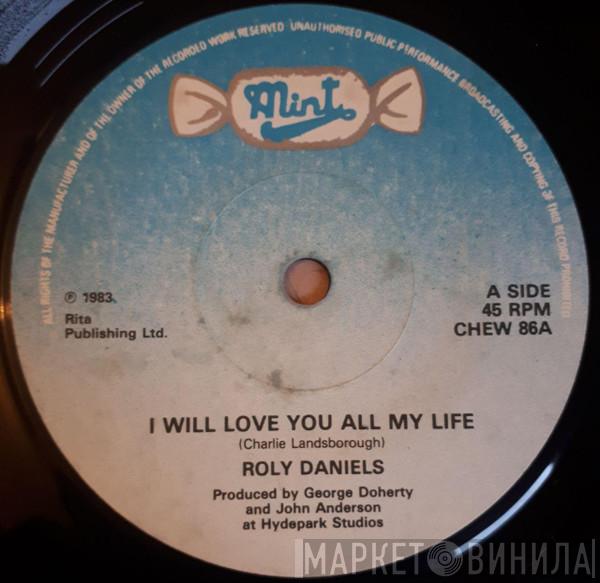 ALL RIGHTS OF THE MANUFACTURER AND OF THE OWNER OF THE RECORDED WORK RESERVED UNAUTHORISED PUBLIC PERFORMANCE BROADCASTING AND COPYING OF THIS RECORD PROHIBITED
Mint
℗ 1983
Rita
Publishing Ltd.
A SIDE
45 RPM
CHEW 86A
I WILL LOVE YOU ALL MY LIFE
(Charlie Landsborough)
ROLY DANIELS
Produced by George Doherty
and John Anderson
at Hydepark Studios
МАРКЕТ ВИНИЛА